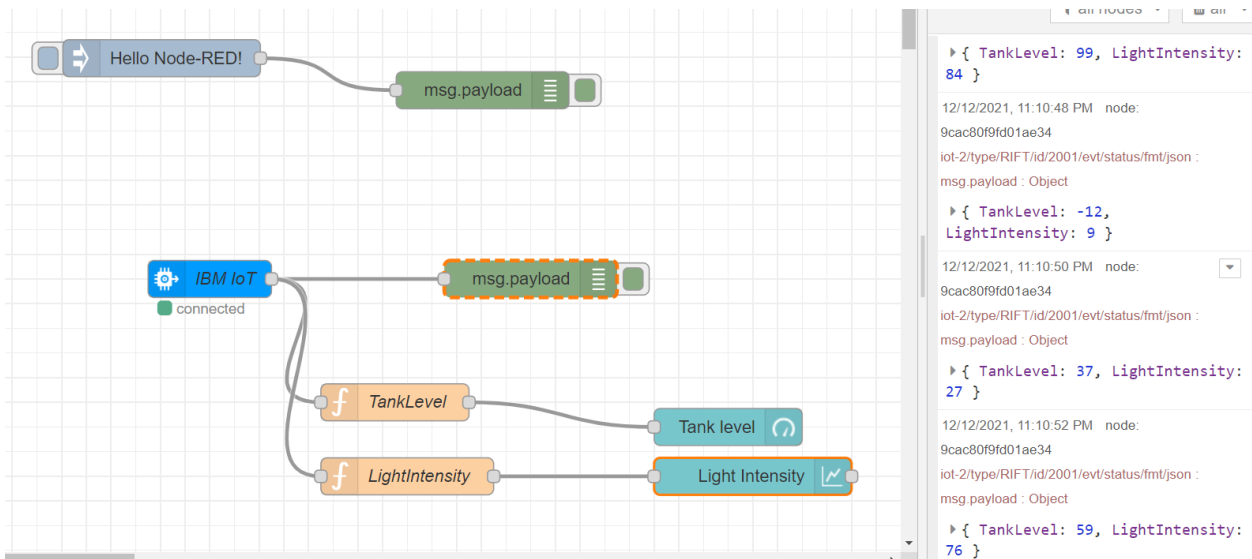 all nodes
all
Hello Node-RED!
msg.payload
IBM IoT
connected
msg.payload
TankLevel
Tank level
LightIntensity
Light Intensity
{ TankLevel: 99, LightIntensity:
84 }
12/12/2021, 11:10:48 PM node:
9cac80f9fd01ae34
iot-2/type/RIFT/id/2001/evt/status/fmt/json :
msg.payload : Object
{ TankLevel: -12,
LightIntensity: 9 }
12/12/2021, 11:10:50 PM node:
9cac80f9fd01ae34
iot-2/type/RIFT/id/2001/evt/status/fmt/json :
msg.payload : Object
{ TankLevel: 37, LightIntensity:
27 }
12/12/2021, 11:10:52 PM node:
9cac80f9fd01ae34
iot-2/type/RIFT/id/2001/evt/status/fmt/json :
msg.payload : Object
{ TankLevel: 59, LightIntensity:
76 }